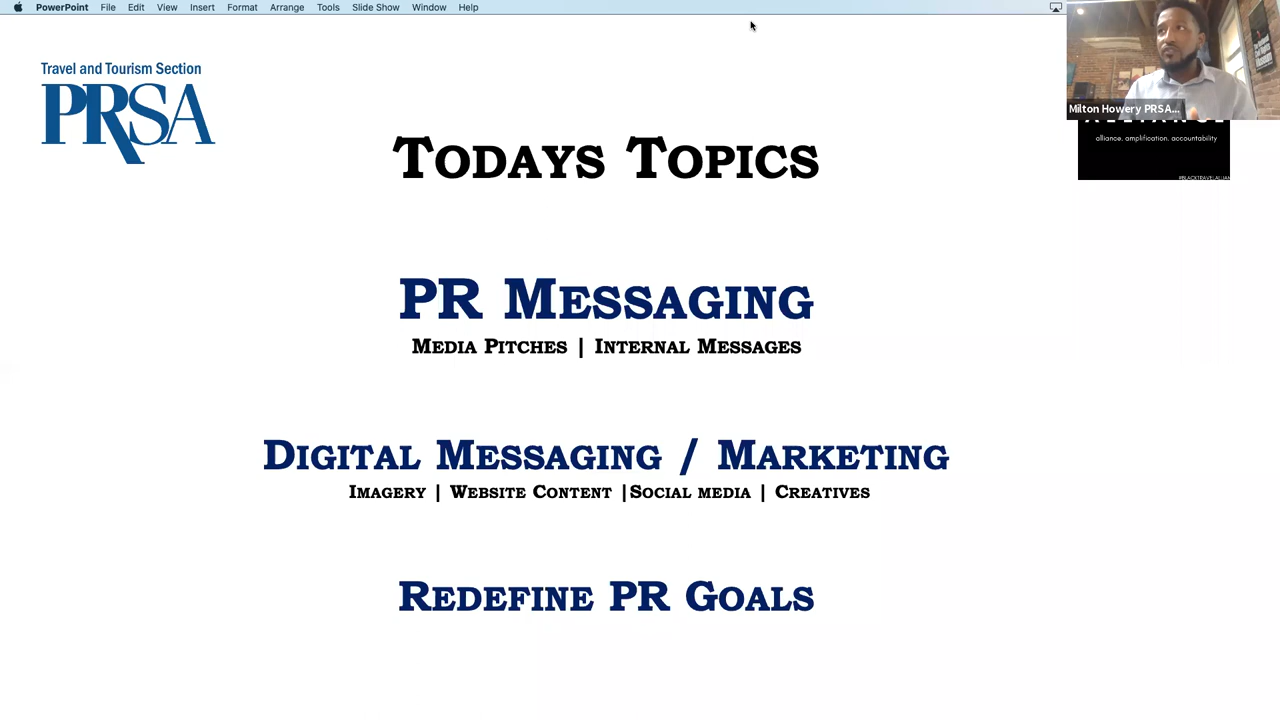 PowerPoint File Edit View Insert Format Arrange Tools Slide Show Window Help
Travel and Tourism Section
PRSA
Milton Howery PRSA...
alliance. amplification. accountability
TODAYS TOPICS
PR MESSAGING
MEDIA PITCHES | INTERNAL MESSAGES
DIGITAL MESSAGING / MARKETING
IMAGERY | WEBSITE CONTENT |SOCIAL MEDIA | CREATIVES
REDEFINE PR GOALS